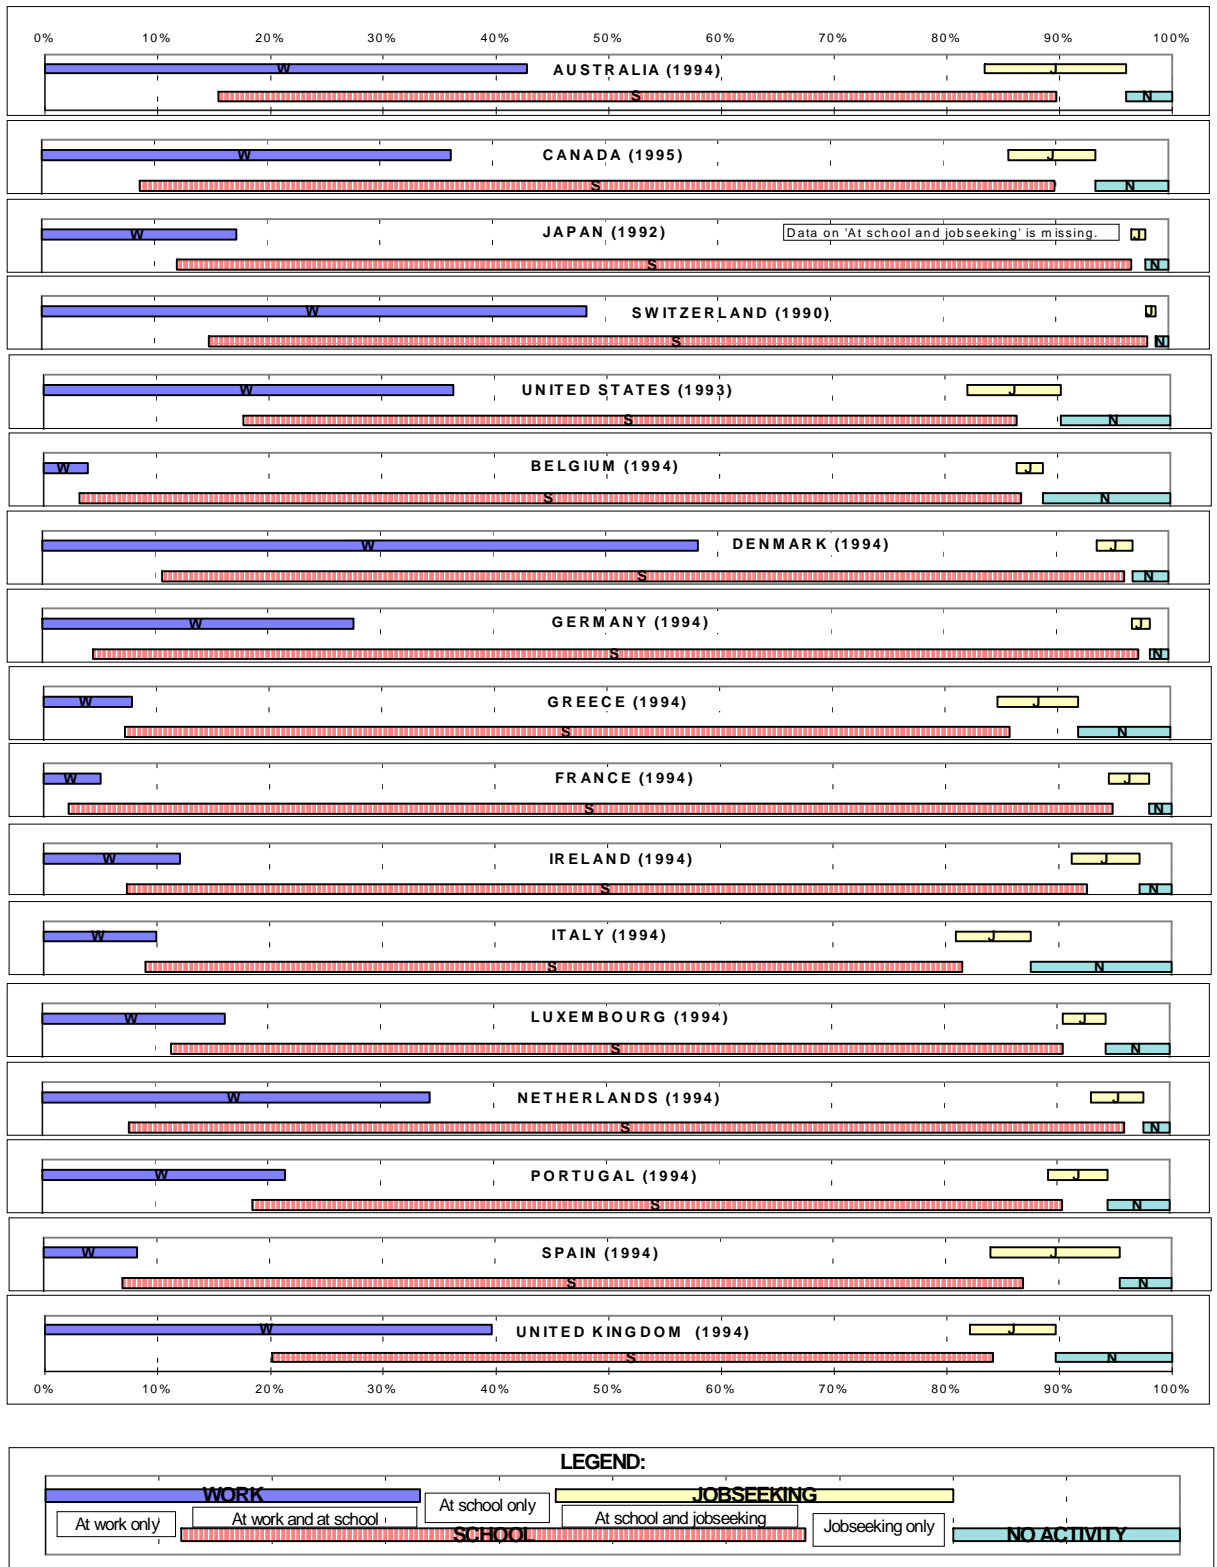 0% 10% 20% 30% 40% 50% 60% 70% 80% 90% 100%
W AUSTRALIA (1994) J
S N
W CANADA (1995) J
S N
W JAPAN (1992) Data on 'At school and jobseeking' is missing. J
S N
W SWITZERLAND (1990) J
S N
W UNITED STATES (1993) J
S N
W BELGIUM (1994) J
S N
W DENMARK (1994) J
S N
W GERMANY (1994) J
S N
W GREECE (1994) J
S N
W FRANCE (1994) J
S N
W IRELAND (1994) J
S N
W ITALY (1994) J
S N
W LUXEMBOURG (1994) J
S N
W NETHERLANDS (1994) J
S N
W PORTUGAL (1994) J
S N
W SPAIN (1994) J
S N
W UNITED KINGDOM (1994) J
S N
0% 10% 20% 30% 40% 50% 60% 70% 80% 90% 100%
LEGEND:
WORK JOBSEEKING
At work only At work and at school At school only At school and jobseeking Jobseeking only
SCHOOL NO ACTIVITY